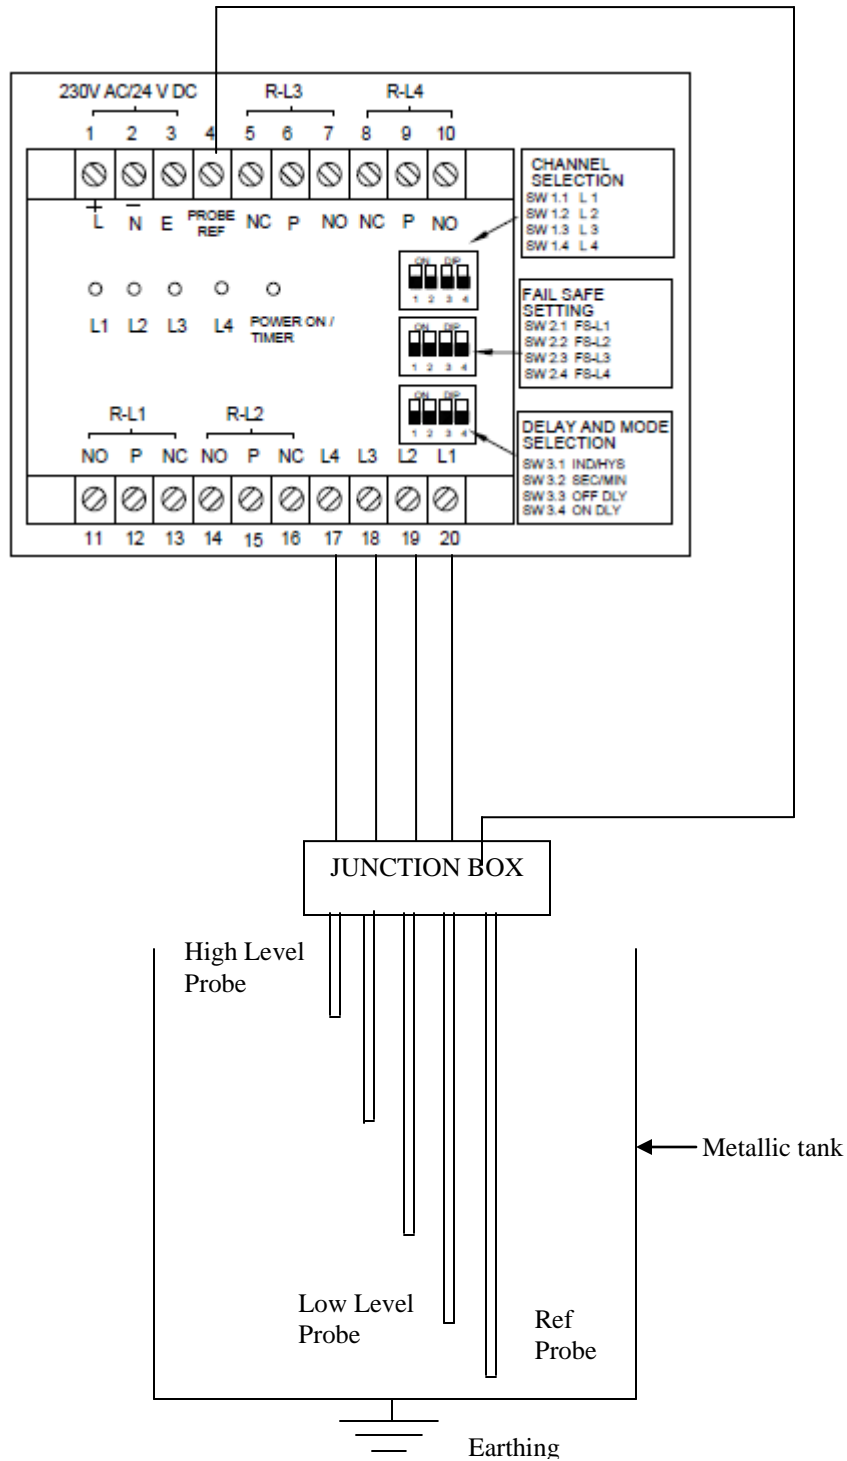 230V AC/24 V DC R-L3 R-L4
1 2 3 4 5 6 7 8 9 10
+ −
L N E PROBE REF NC P NO NC P NO
CHANNEL
SELECTION
SW 1.1 L 1
SW 1.2 L 2
SW 1.3 L 3
SW 1.4 L 4
ON DIP
1 2 3 4
L1 L2 L3 L4 POWER ON /
TIMER
FAIL SAFE
SETTING
SW 2.1 FS-L1
SW 2.2 FS-L2
SW 2.3 FS-L3
SW 2.4 FS-L4
ON DIP
1 2 3 4
ON DIP
1 2 3 4
DELAY AND MODE
SELECTION
SW 3.1 IND/HYS
SW 3.2 SEC/MIN
SW 3.3 OFF DLY
SW 3.4 ON DLY
R-L1 R-L2
NO P NC NO P NC L4 L3 L2 L1
11 12 13 14 15 16 17 18 19 20
JUNCTION BOX
High Level
Probe
Metallic tank
Low Level
Probe
Ref
Probe
Earthing